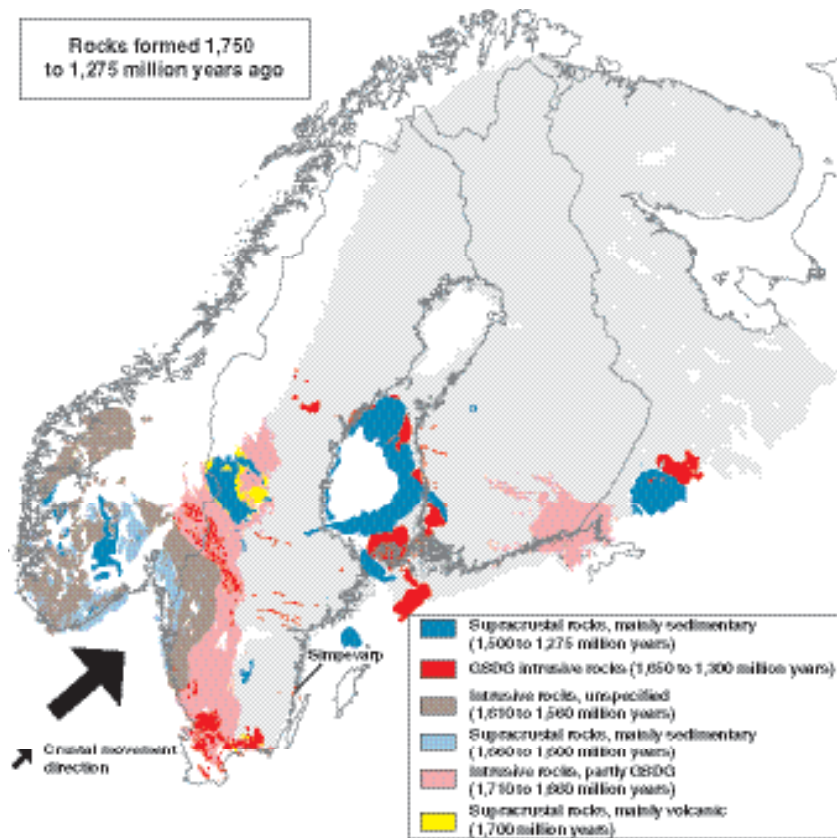 Rocks formed 1,750
to 1,275 million years ago
Simpevarp
Crustal movement
direction
Supracrustal rocks, mainly sedimentary
(1,500 to 1,275 million years)
GSDG intrusive rocks (1,650 to 1,300 million years)
Intrusive rocks, unspecified
(1,610 to 1,560 million years)
Supracrustal rocks, mainly sedimentary
(1,660 to 1,600 million years)
Intrusive rocks, partly GSDG
(1,710 to 1,660 million years)
Supracrustal rocks, mainly volcanic
(1,700 million years)